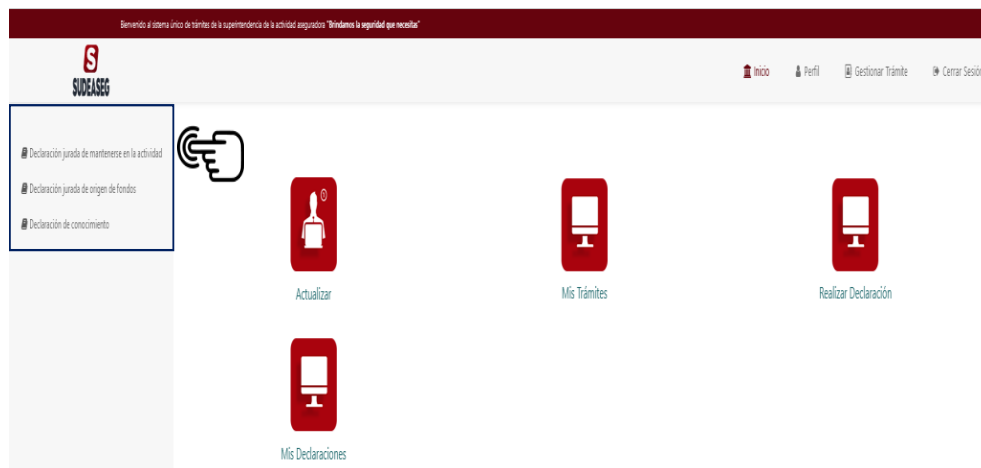 Bienvenido al sistema único de trámites de la superintendencia de la actividad aseguradora "Brindamos la seguridad que necesitas"
S
SUDEASEG
Inicio
Perfil
Gestionar Trámite
Cerrar Sesión
Declaración jurada de mantenerse en la actividad
Declaración jurada de origen de fondos
Declaración de conocimiento
Actualizar
Mis Trámites
Realizar Declaración
Mis Declaraciones